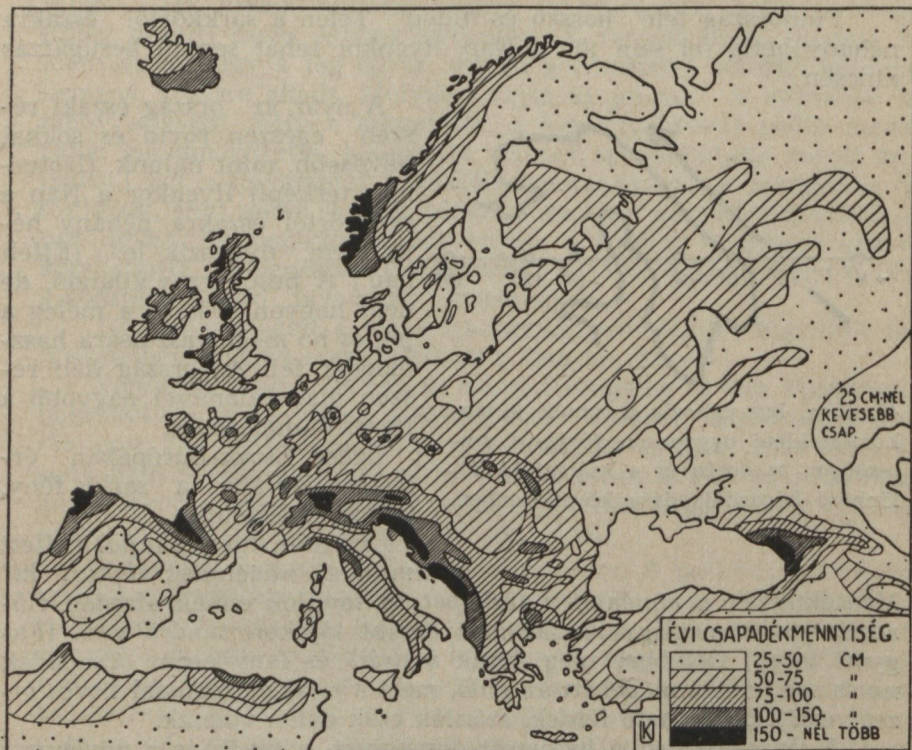 25 CM-NÉL
KEVESEBB
CSAP.
ÉVI CSAPADÉKMENNYISÉG
25-50 CM
50-75 "
75-100 "
100-150- "
150 - NÉL TÖBB
K